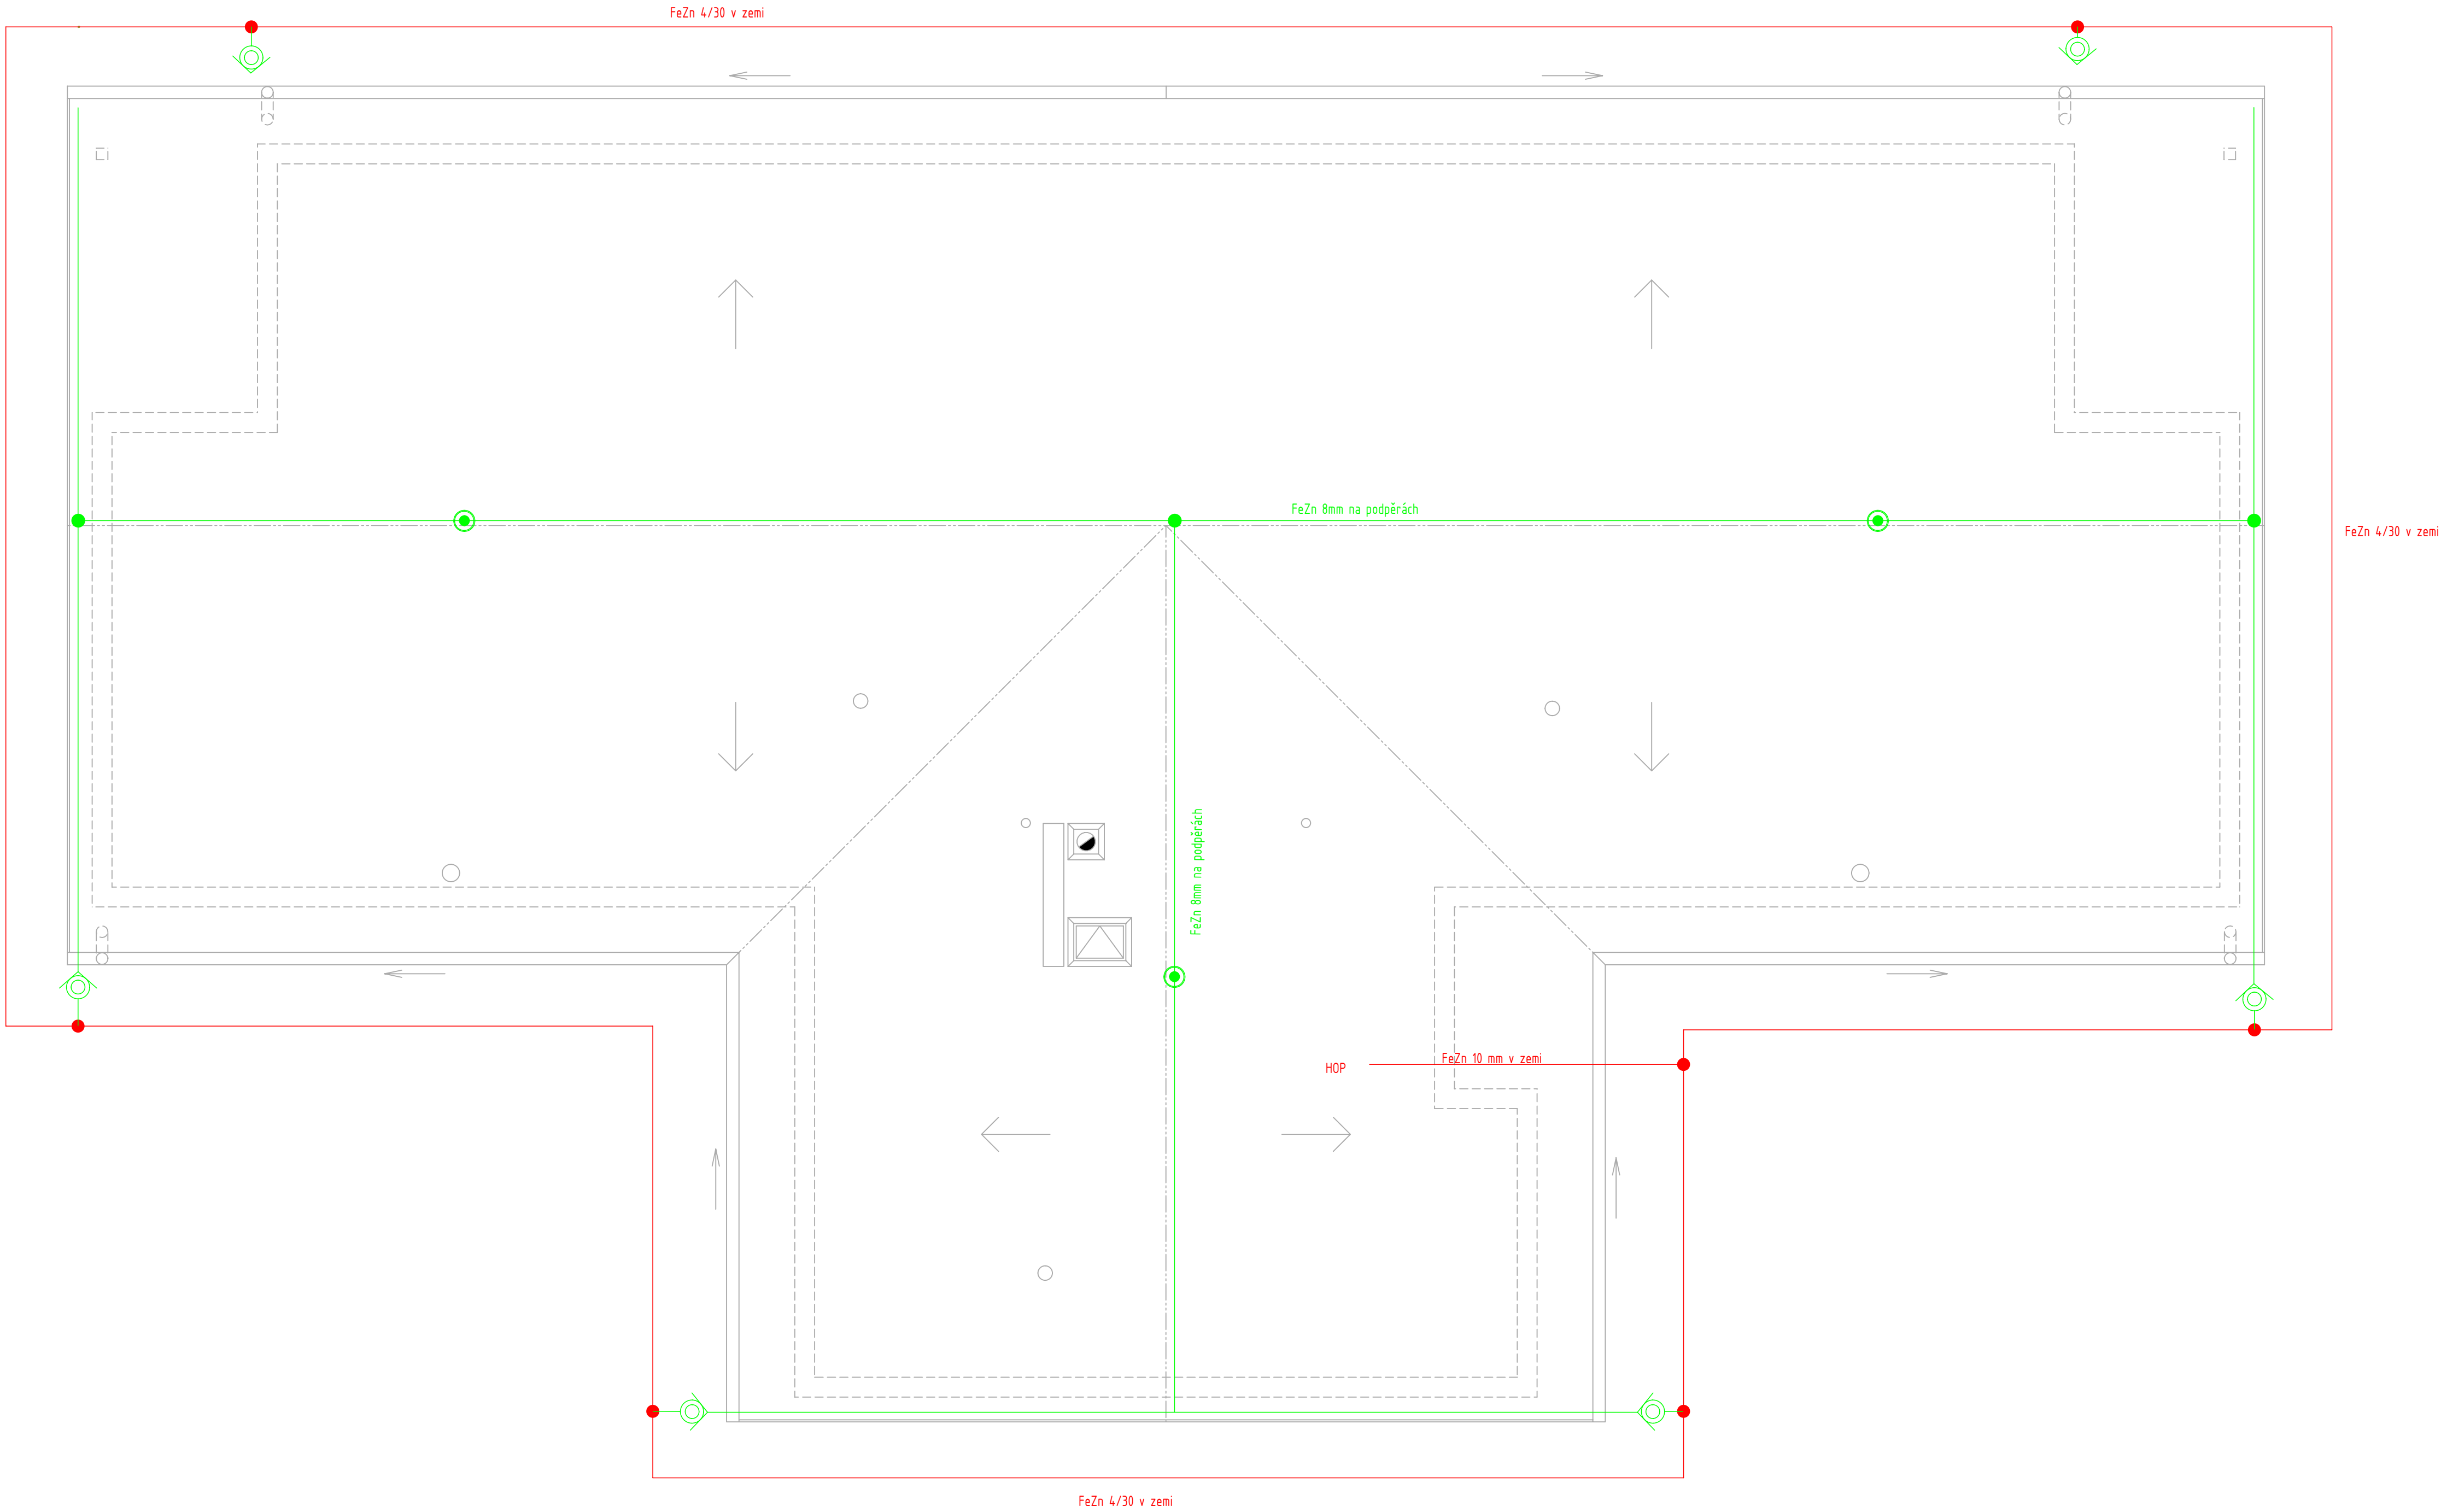 FeZn 4/30 v zemi
FeZn 8mm na podpěrách
FeZn 4/30 v zemi
FeZn 8mm na podpěrách
FeZn 10 mm v zemi
HOP
FeZn 4/30 v zemi